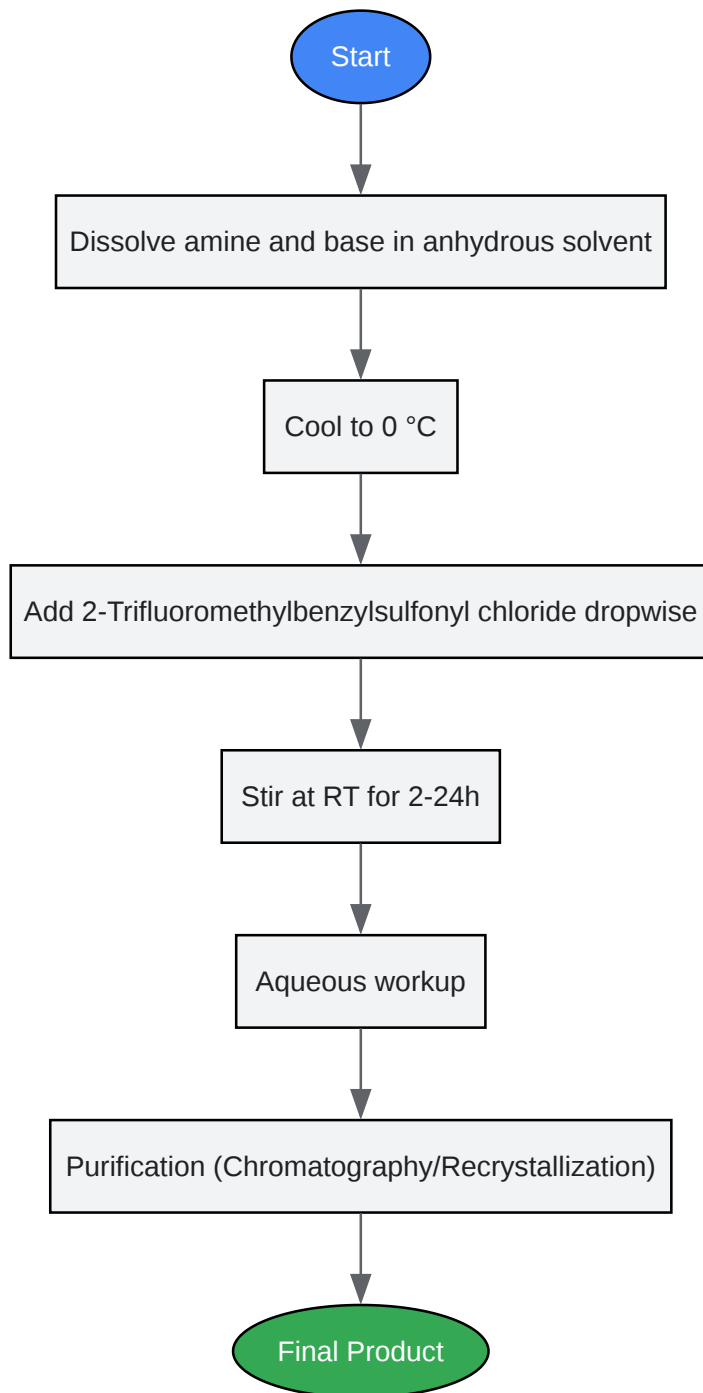 Start
Dissolve amine and base in anhydrous solvent
Cool to 0 °C
Add 2-Trifluoromethylbenzylsulfonyl chloride dropwise
Stir at RT for 2-24h
Aqueous workup
Purification (Chromatography/Recrystallization)
Final Product